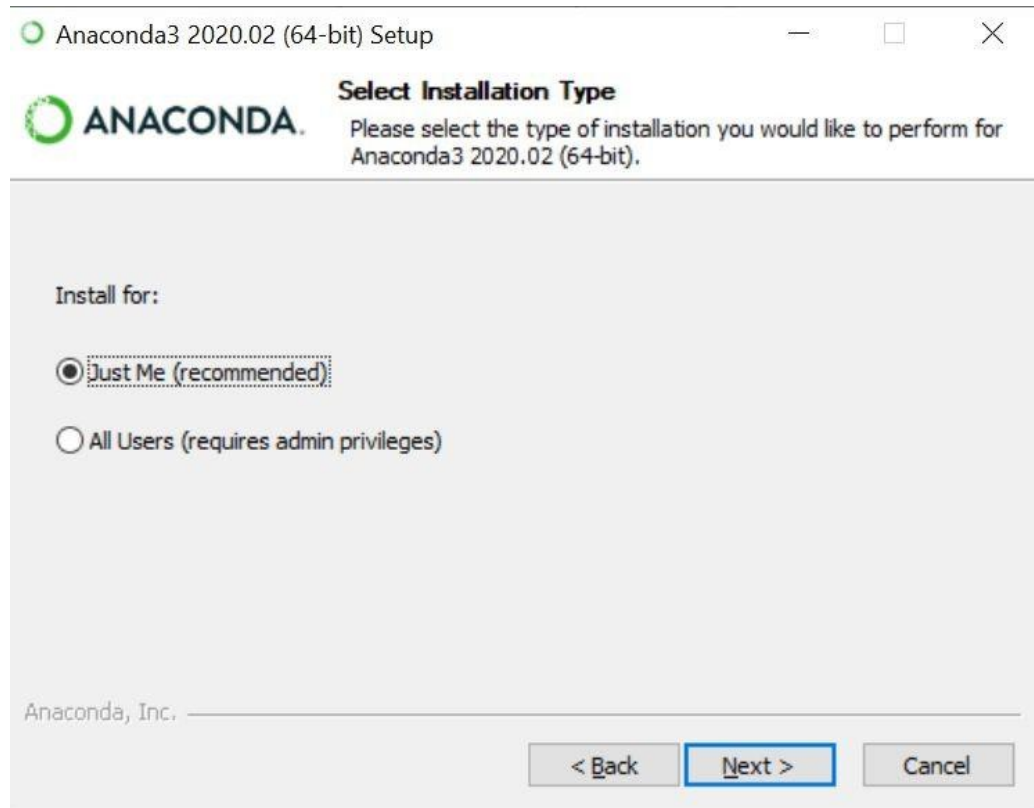 Anaconda3 2020.02 (64-bit) Setup
ANACONDA.
Select Installation Type
Please select the type of installation you would like to perform for
Anaconda3 2020.02 (64-bit).
Install for:
Just Me (recommended)
All Users (requires admin privileges)
Anaconda, Inc.
< Back
Next >
Cancel